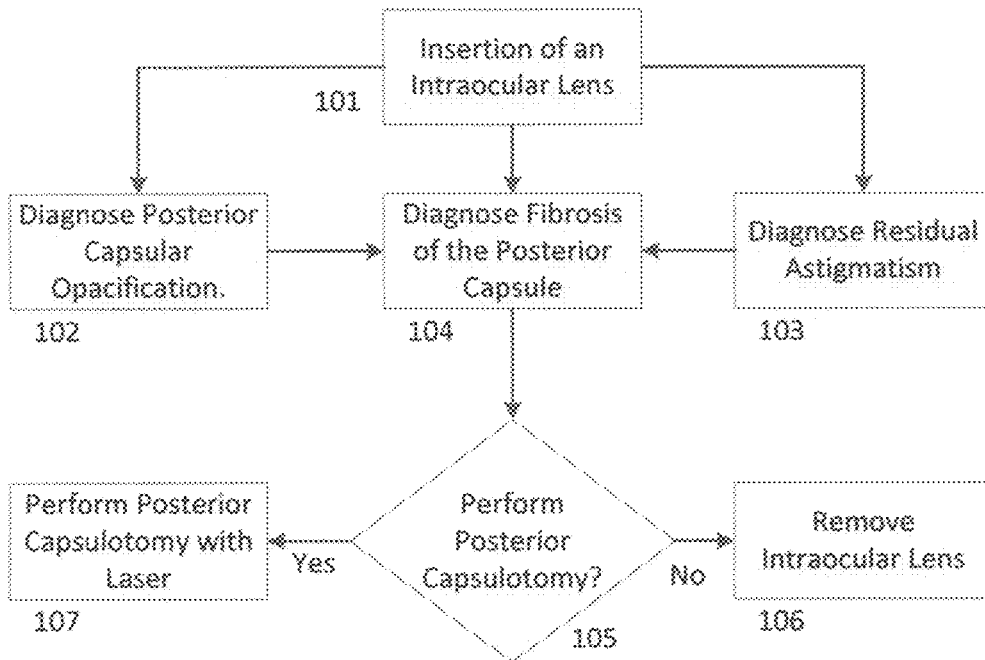 Insertion of an
Intraocular Lens
101
Diagnose Posterior
Capsular
Opacification.
102
Diagnose Fibrosis
of the Posterior
Capsule
104
Diagnose Residual
Astigmatism
103
Perform Posterior
Capsulotomy with
Laser
107
Yes
Perform
Posterior
Capsulotomy?
105
No
Remove
Intraocular Lens
106